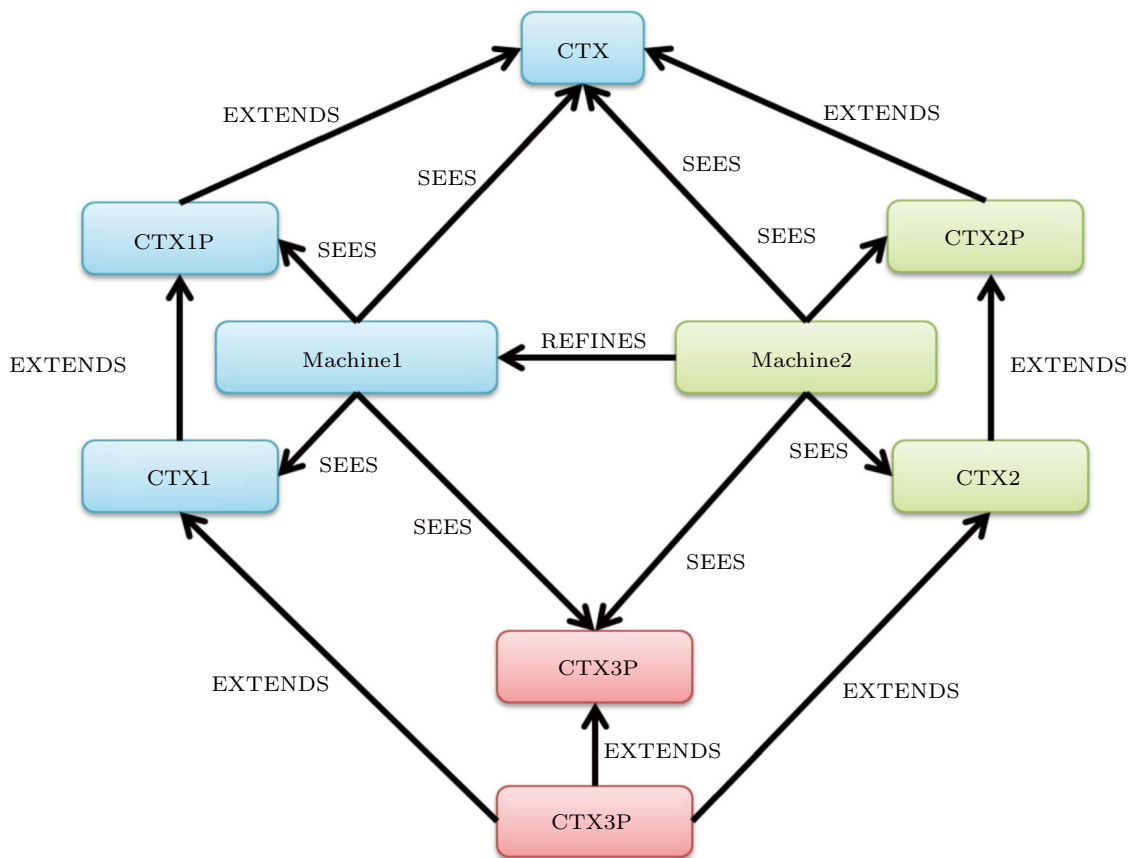 CTX
EXTENDS
EXTENDS
SEES
SEES
CTX1P
SEES
SEES
CTX2P
Machine1
REFINES
Machine2
EXTENDS
EXTENDS
CTX1
SEES
SEES
CTX2
SEES
SEES
CTX3P
EXTENDS
EXTENDS
EXTENDS
CTX3P